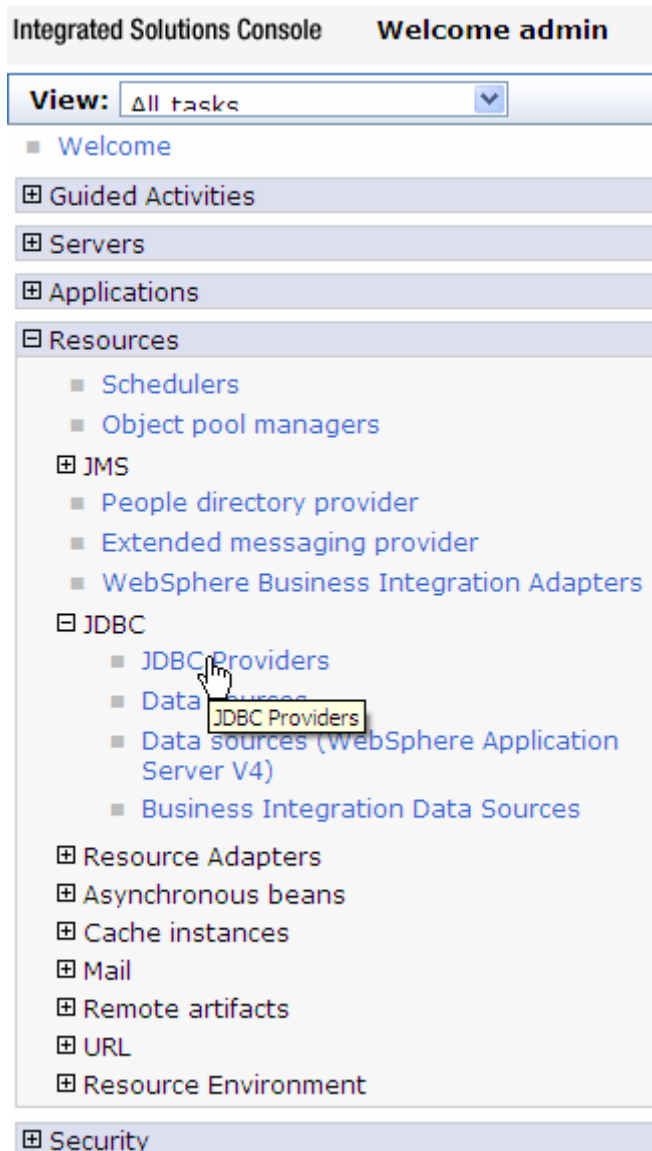 Integrated Solutions Console Welcome admin
View: All tasks
Welcome
Guided Activities
Servers
Applications
Resources
Schedulers
Object pool managers
JMS
People directory provider
Extended messaging provider
WebSphere Business Integration Adapters
JDBC
JDBC Providers
Data sources
JDBC Providers
Data sources (WebSphere Application
Server V4)
Business Integration Data Sources
Resource Adapters
Asynchronous beans
Cache instances
Mail
Remote artifacts
URL
Resource Environment
Security